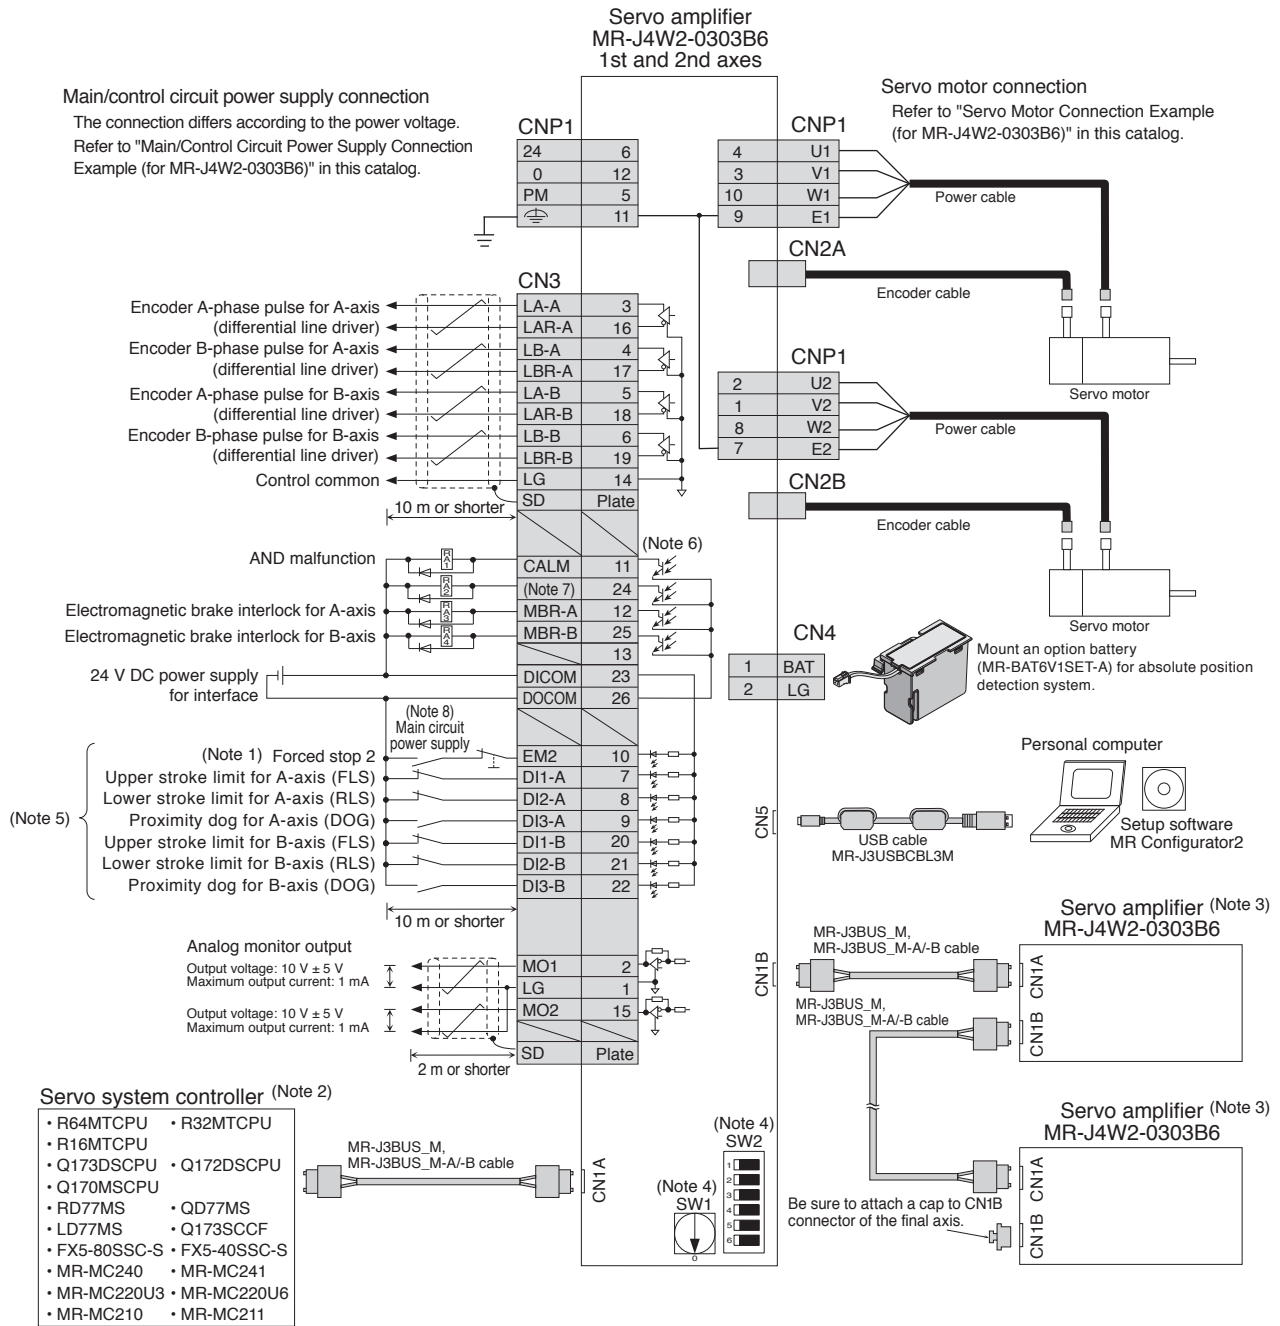 Servo amplifier
MR-J4W2-0303B6
1st and 2nd axes
Main/control circuit power supply connection
The connection differs according to the power voltage.
Refer to "Main/Control Circuit Power Supply Connection
Example (for MR-J4W2-0303B6)" in this catalog.
Servo motor connection
Refer to "Servo Motor Connection Example
(for MR-J4W2-0303B6)" in this catalog.
CNP1
24 6
0 12
PM 5
11
CNP1
4 U1
3 V1
10 W1
9 E1
Power cable
CN2A
Encoder cable
Servo motor
CNP1
2 U2
1 V2
8 W2
7 E2
Power cable
CN2B
Encoder cable
Servo motor
CN3
Encoder A-phase pulse for A-axis LA-A 3
(differential line driver) LAR-A 16
Encoder B-phase pulse for A-axis LB-A 4
(differential line driver) LBR-A 17
Encoder A-phase pulse for B-axis LA-B 5
(differential line driver) LAR-B 18
Encoder B-phase pulse for B-axis LB-B 6
(differential line driver) LBR-B 19
Control common LG 14
SD Plate
10 m or shorter
(Note 6)
AND malfunction RA1 CALM 11
RA2 (Note 7) 24
Electromagnetic brake interlock for A-axis RA3 MBR-A 12
Electromagnetic brake interlock for B-axis RA4 MBR-B 25
13
24 V DC power supply DICOM 23
for interface DOCOM 26
(Note 8)
Main circuit
power supply
(Note 5)
(Note 1) Forced stop 2 EM2 10
Upper stroke limit for A-axis (FLS) DI1-A 7
Lower stroke limit for A-axis (RLS) DI2-A 8
Proximity dog for A-axis (DOG) DI3-A 9
Upper stroke limit for B-axis (FLS) DI1-B 20
Lower stroke limit for B-axis (RLS) DI2-B 21
Proximity dog for B-axis (DOG) DI3-B 22
10 m or shorter
Analog monitor output
Output voltage: 10 V ± 5 V
Maximum output current: 1 mA
Output voltage: 10 V ± 5 V
Maximum output current: 1 mA
MO1 2
LG 1
MO2 15
SD Plate
2 m or shorter
CN4
1 BAT
2 LG
Mount an option battery
(MR-BAT6V1SET-A) for absolute position
detection system.
CN5
USB cable
MR-J3USBCBL3M
Personal computer
Setup software
MR Configurator2
CN1B
MR-J3BUS_M,
MR-J3BUS_M-A/-B cable
Servo amplifier (Note 3)
MR-J4W2-0303B6
CN1A
CN1B
MR-J3BUS_M,
MR-J3BUS_M-A/-B cable
Servo amplifier (Note 3)
MR-J4W2-0303B6
CN1A
CN1B
Be sure to attach a cap to CN1B
connector of the final axis.
Servo system controller (Note 2)
• R64MTCPU • R32MTCPU
• R16MTCPU
• Q173DSCPU • Q172DSCPU
• Q170MSCPU
• RD77MS • QD77MS
• LD77MS • Q173SCCF
• FX5-80SSC-S • FX5-40SSC-S
• MR-MC240 • MR-MC241
• MR-MC220U3 • MR-MC220U6
• MR-MC210 • MR-MC211
MR-J3BUS_M,
MR-J3BUS_M-A/-B cable
CN1A
(Note 4)
SW1
0
(Note 4)
SW2
1
2
3
4
5
6